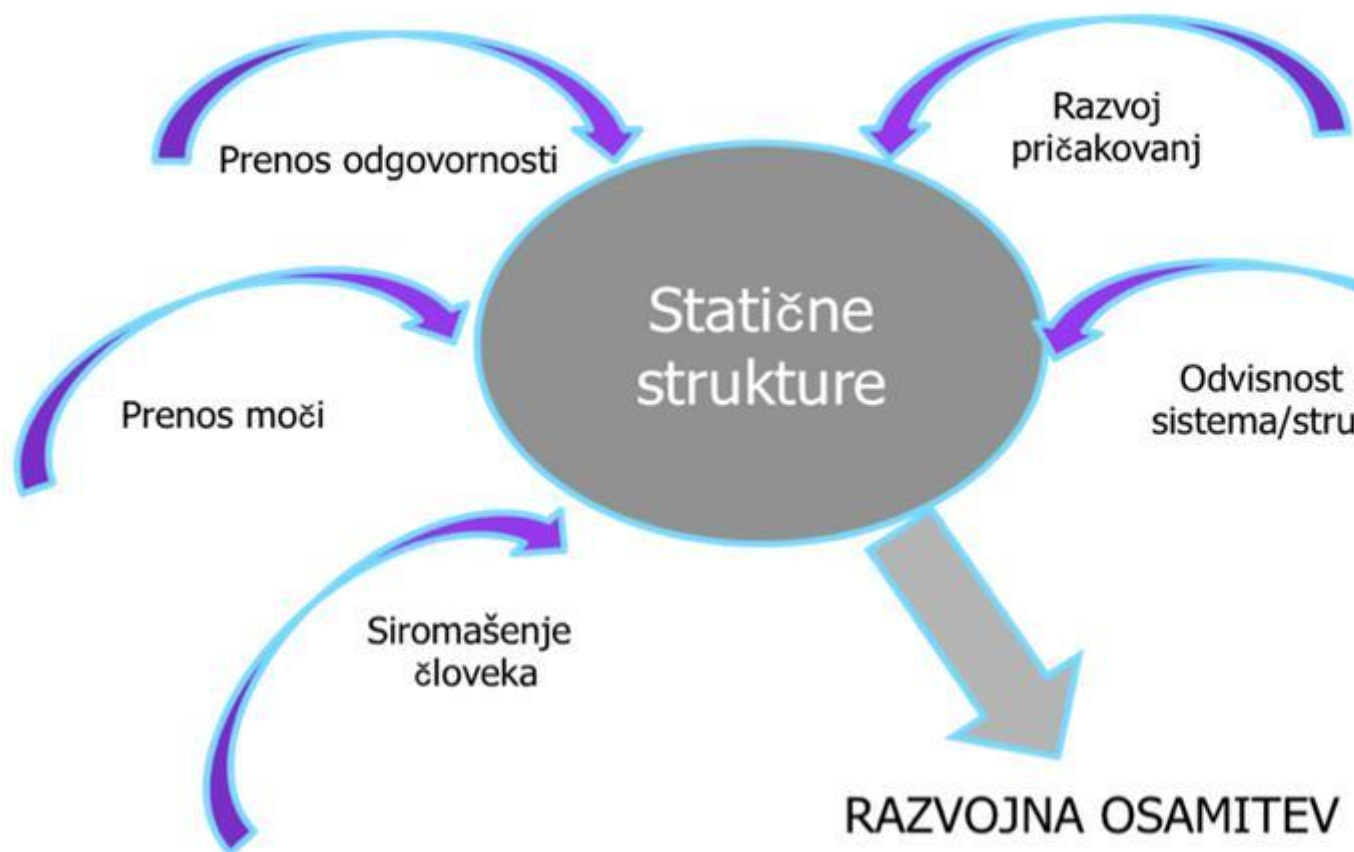 Prenos odgovornosti
Razvoj
pričakovanj
Statične
strukture
Prenos moči
Odvisnost
sistema/stru
Siromašenje
človeka
RAZVOJNA OSAMITEV